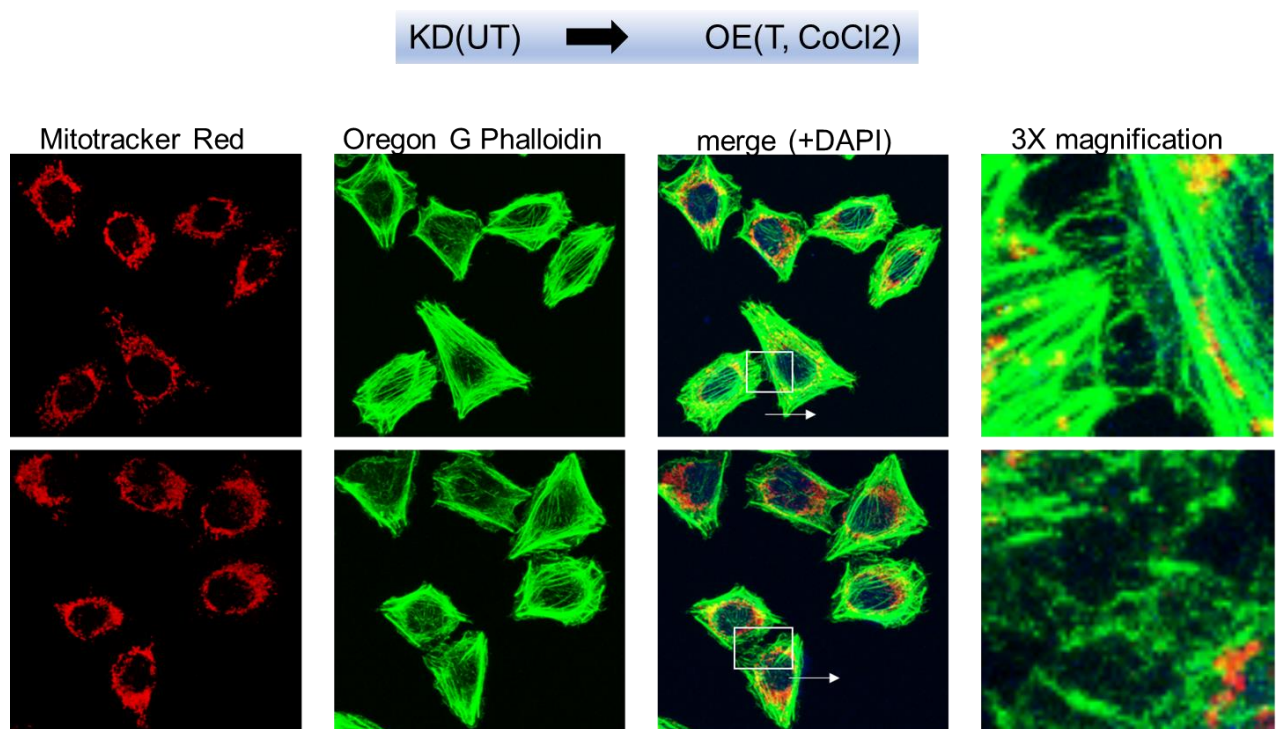 KD(UT) OE(T, CoCl2)
Mitotracker Red Oregon G Phalloidin merge (+DAPI) 3X magnification